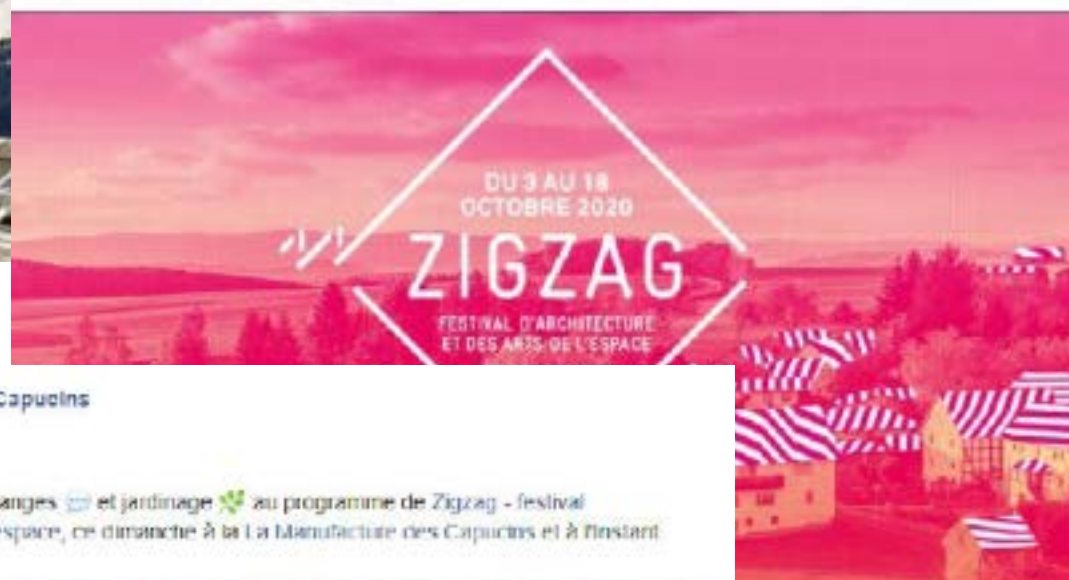 DU 3 AU 18
OCTOBRE 2020
ZIGZAG
FESTIVAL D'ARCHITECTURE
ET DES ARTS DE L'ESPACE
Capucins
anges 💬 et jardinage 🌿 au programme de Zigzag - festival
espace, ce dimanche à la La Manufacture des Capucins et à l'instant